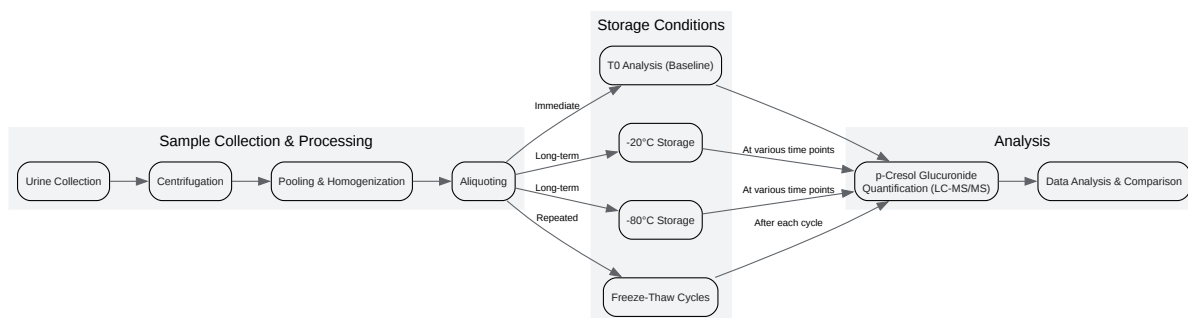 Sample Collection & Processing
Urine Collection
Centrifugation
Pooling & Homogenization
Aliquoting
Immediate
Long-term
Long-term
Repeated
Storage Conditions
T0 Analysis (Baseline)
-20°C Storage
-80°C Storage
Freeze-Thaw Cycles
At various time points
At various time points
After each cycle
Analysis
p-Cresol Glucuronide
Quantification (LC-MS/MS)
Data Analysis & Comparison